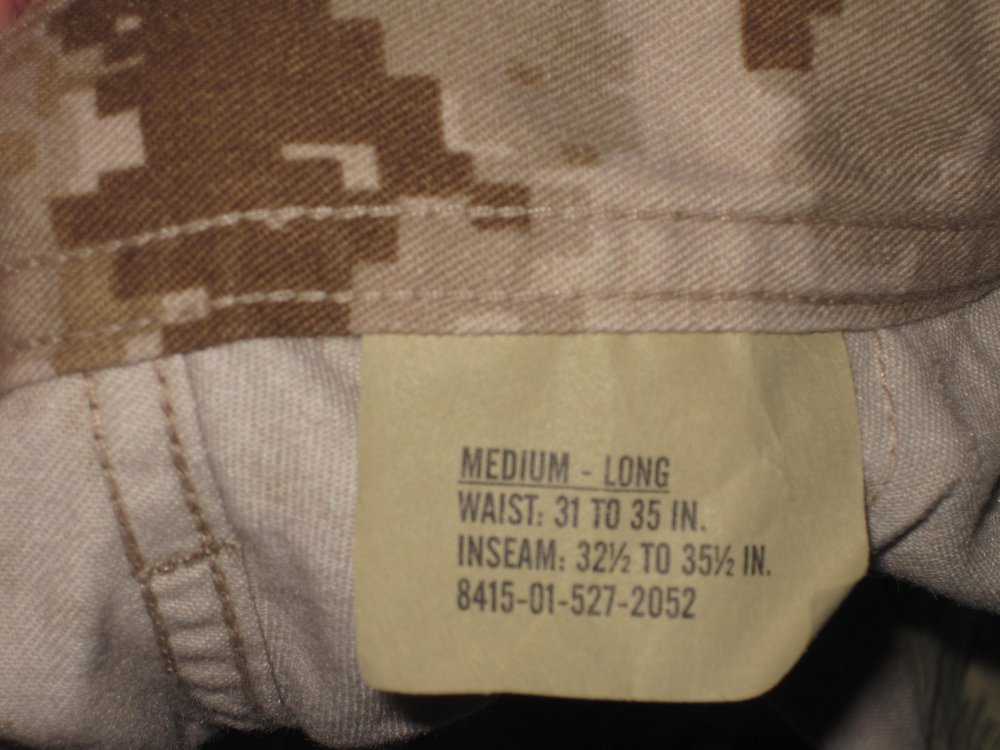 MEDIUM - LONG
WAIST: 31 TO 35 IN.
INSEAM: 32½ TO 35½ IN.
8415-01-527-2052